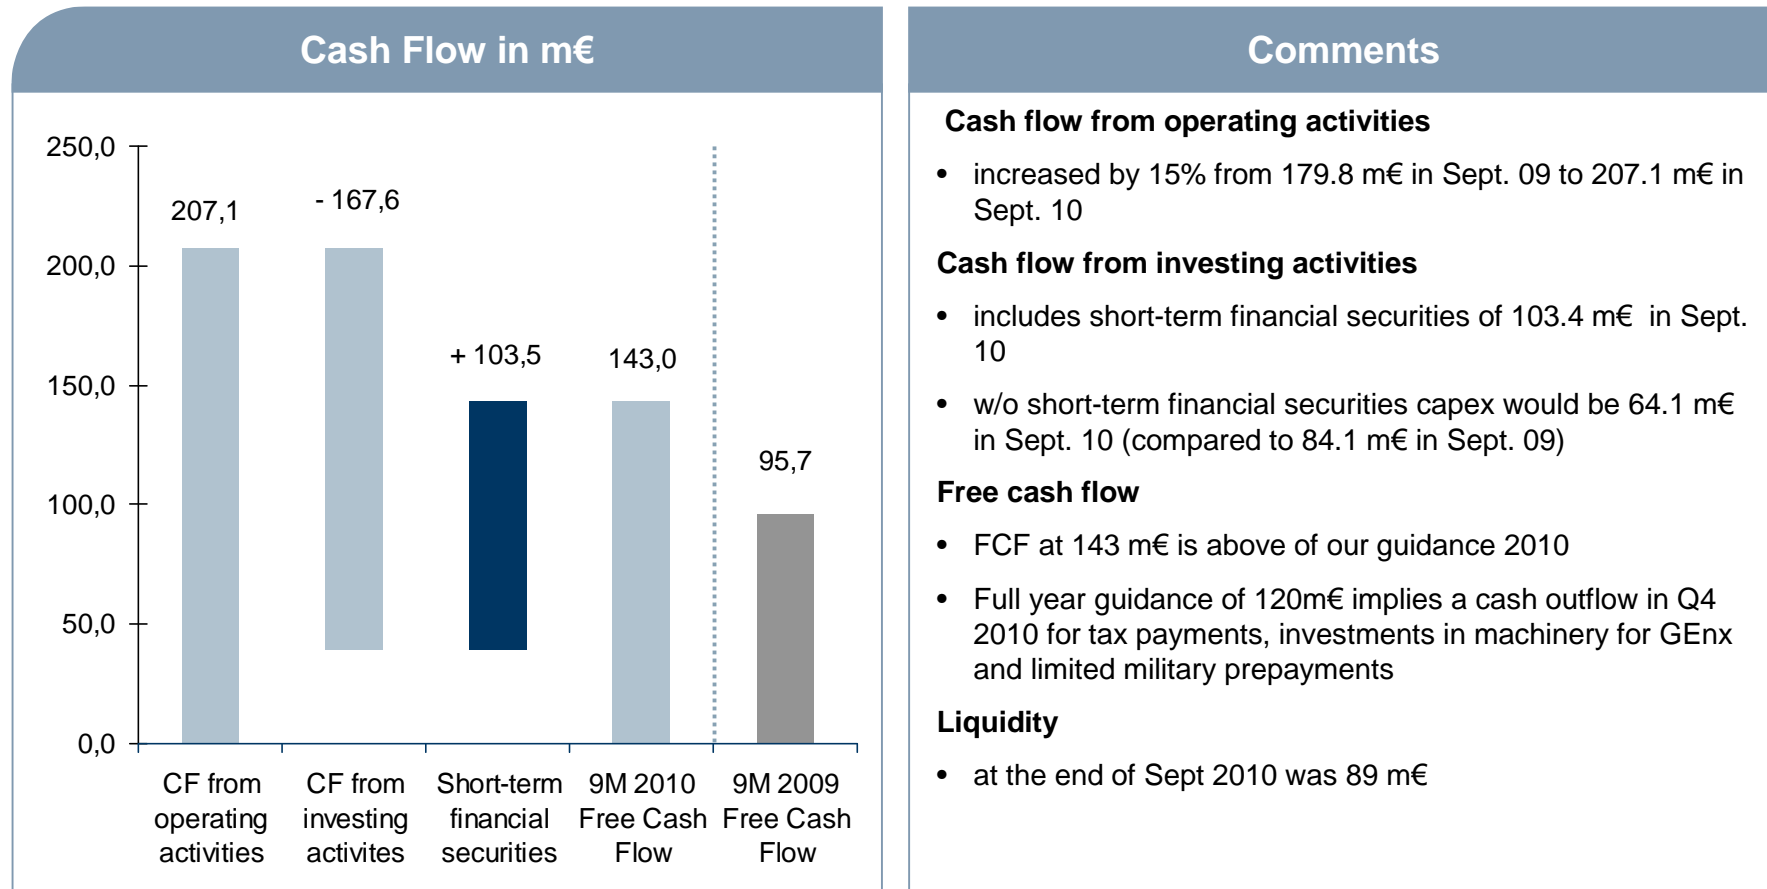 Cash Flow in m€
250,0
200,0
150,0
100,0
50,0
0,0
207,1
- 167,6
+ 103,5
143,0
95,7
CF from
operating
activities
CF from
investing
activites
Short-term
financial
securities
9M 2010
Free Cash
Flow
9M 2009
Free Cash
Flow
Comments
Cash flow from operating activities
• increased by 15% from 179.8 m€ in Sept. 09 to 207.1 m€ in
Sept. 10
Cash flow from investing activities
• includes short-term financial securities of 103.4 m€ in Sept.
10
• w/o short-term financial securities capex would be 64.1 m€
in Sept. 10 (compared to 84.1 m€ in Sept. 09)
Free cash flow
• FCF at 143 m€ is above of our guidance 2010
• Full year guidance of 120m€ implies a cash outflow in Q4
2010 for tax payments, investments in machinery for GEnx
and limited military prepayments
Liquidity
• at the end of Sept 2010 was 89 m€